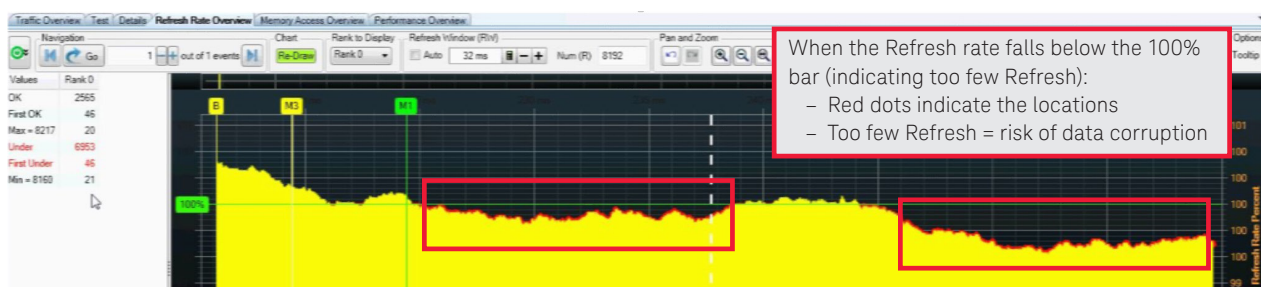 Traffic Overview Test Details Refresh Rate Overview Memory Access Overview Performance Overview
Navigation Chart Rank to Display Refresh Window (RW) Pan and Zoom Option
Go 1 out of 1 events Re-Draw Rank 0 Auto 32 ms Num (R) 8192 Tooltip
When the Refresh rate falls below the 100%
bar (indicating too few Refresh):
– Red dots indicate the locations
– Too few Refresh = risk of data corruption
Values Rank 0
OK 2565
First OK 46
Max = 8217 20
Under 6953
First Under 46
Min = 8160 21
B M3 M1
100%
101
100
100
100
100
100
99
Refresh Rate Percent